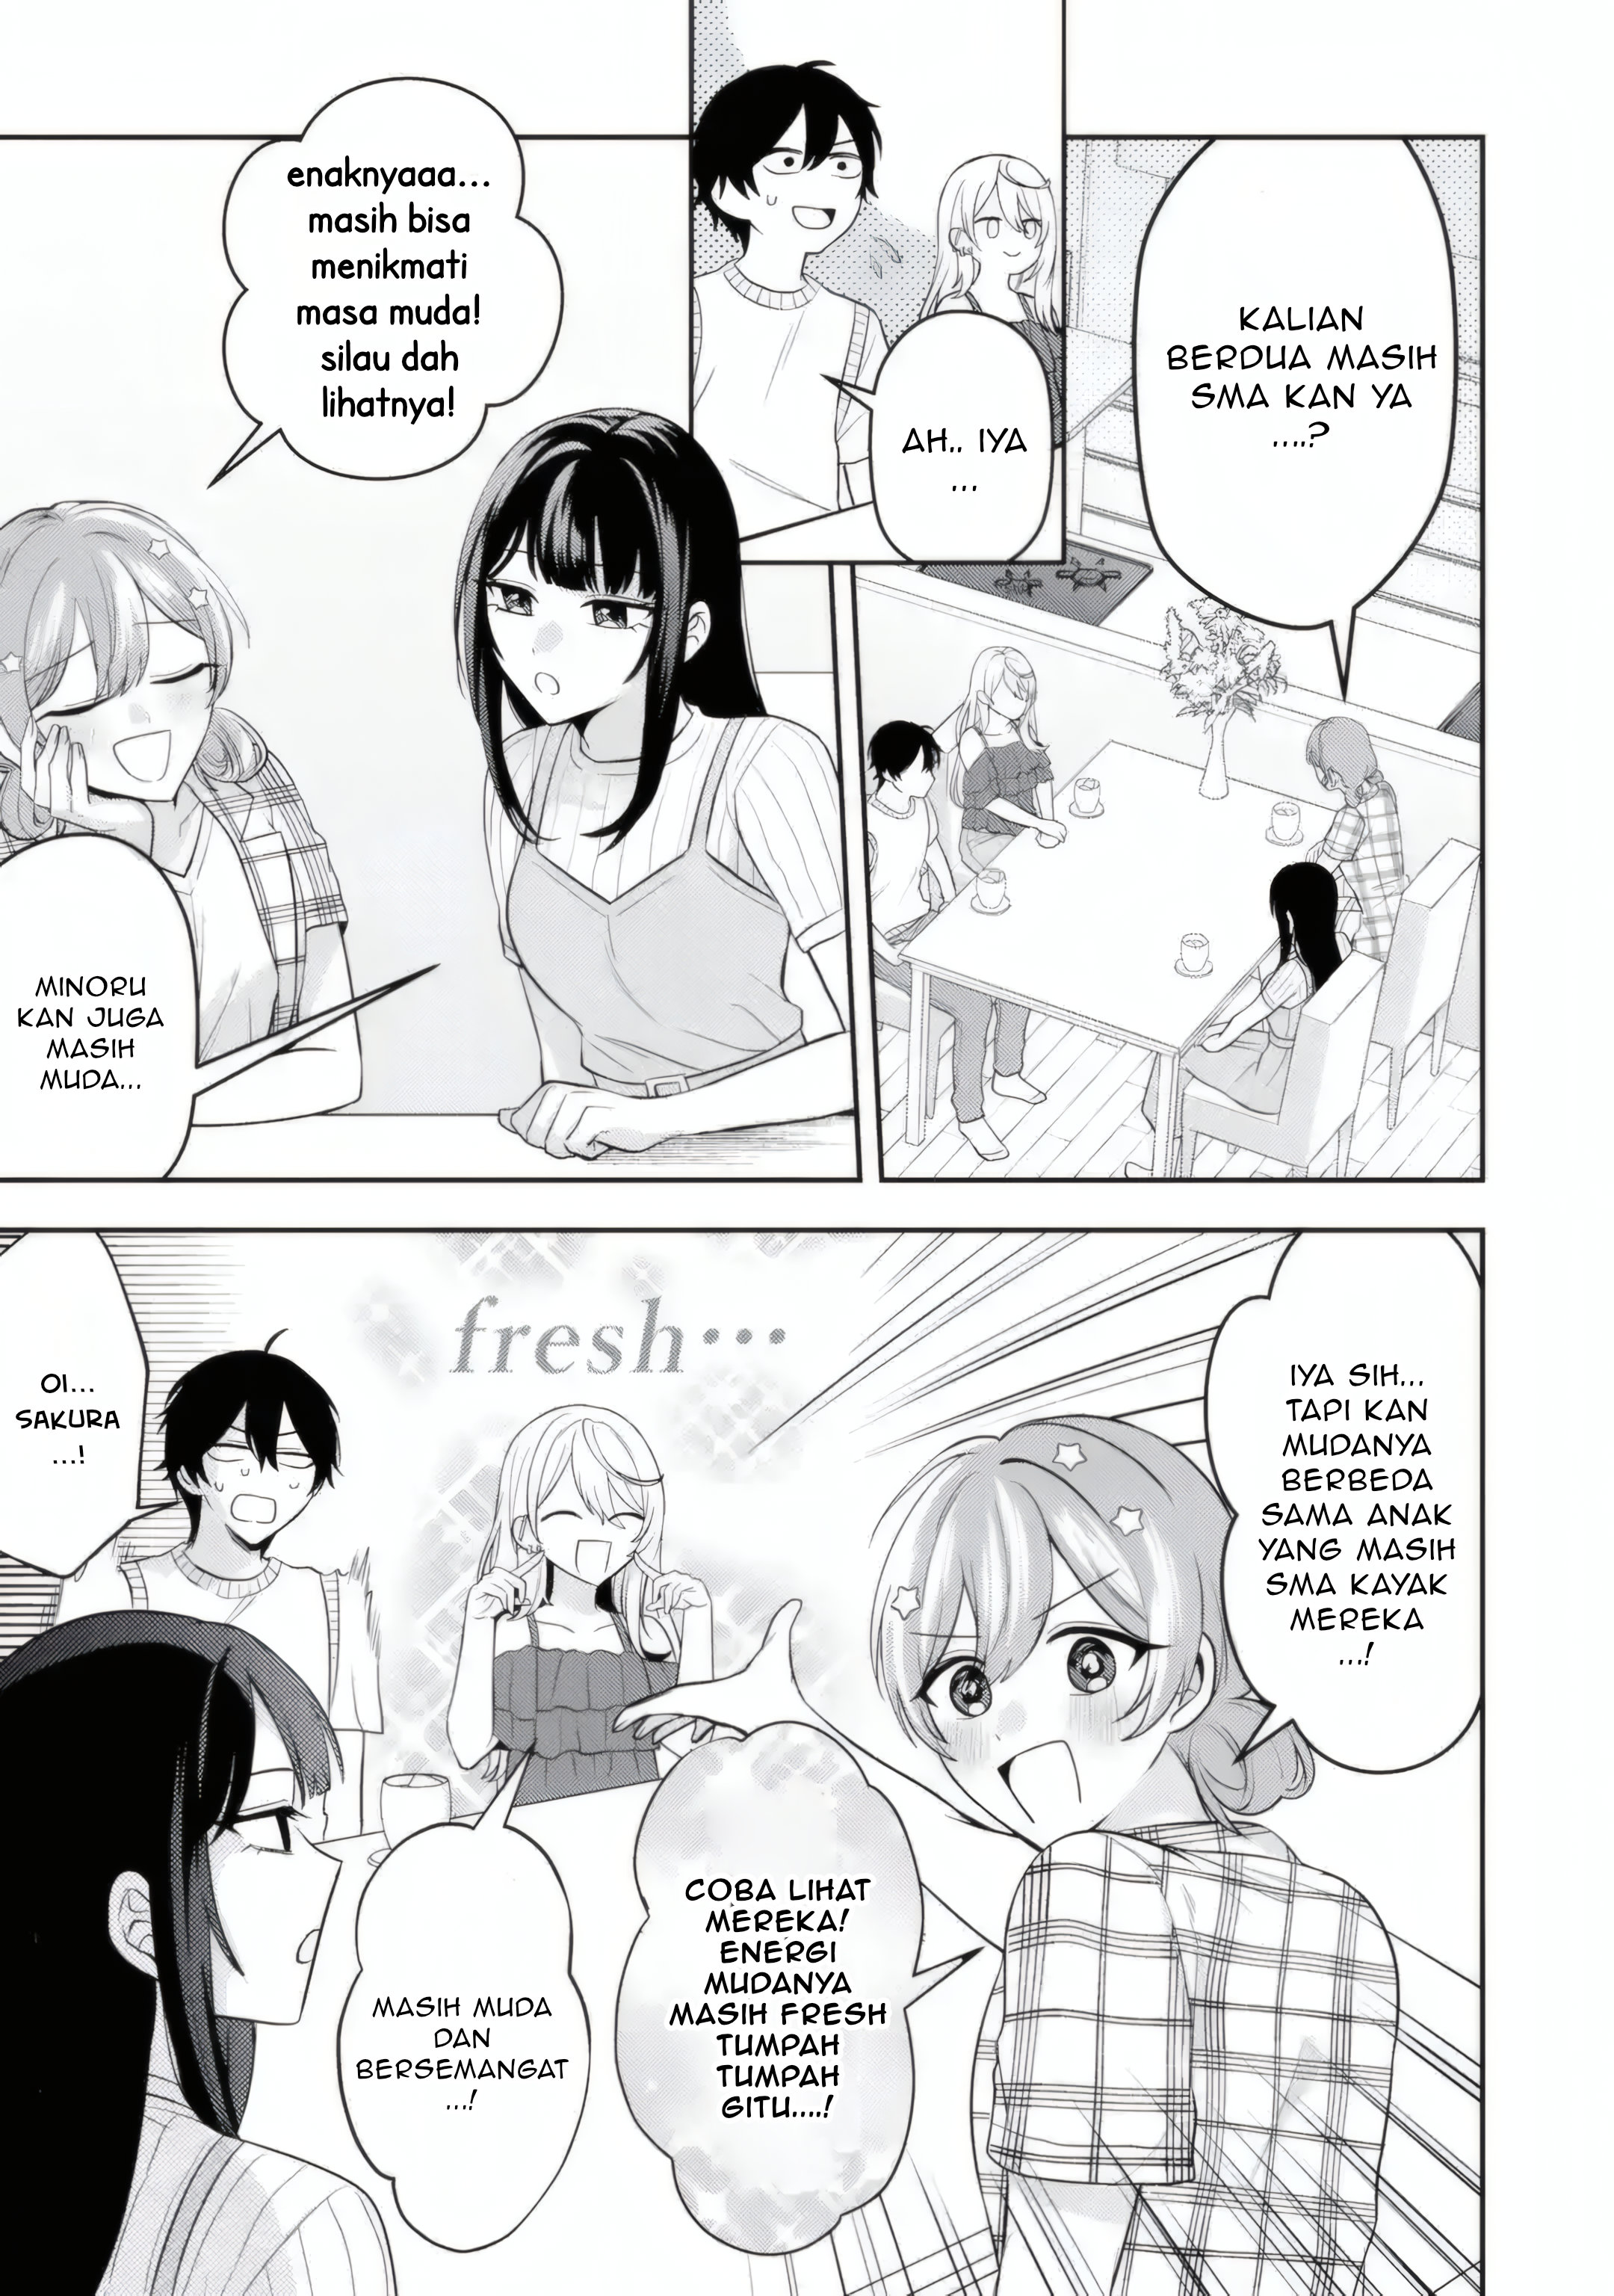 KALIAN
BERDUA MASIH
SMA KAN YA
....?
AH.. IYA
...
enaknyaaa...
masih bisa
menikmati
masa muda!
silau dah
lihatnya!
MINORU
KAN JUGA
MASIH
MUDA...
IYA SIH...
TAPI KAN
MUDANYA
BERBEDA
SAMA ANAK
YANG MASIH
SMA KAYAK
MEREKA
...!
fresh...
COBA LIHAT
MEREKA!
ENERGI
MUDANYA
MASIH FRESH
TUMPAH
TUMPAH
GITU....!
MASIH MUDA
DAN
BERSEMANGAT
...!
OI...
SAKURA
...!